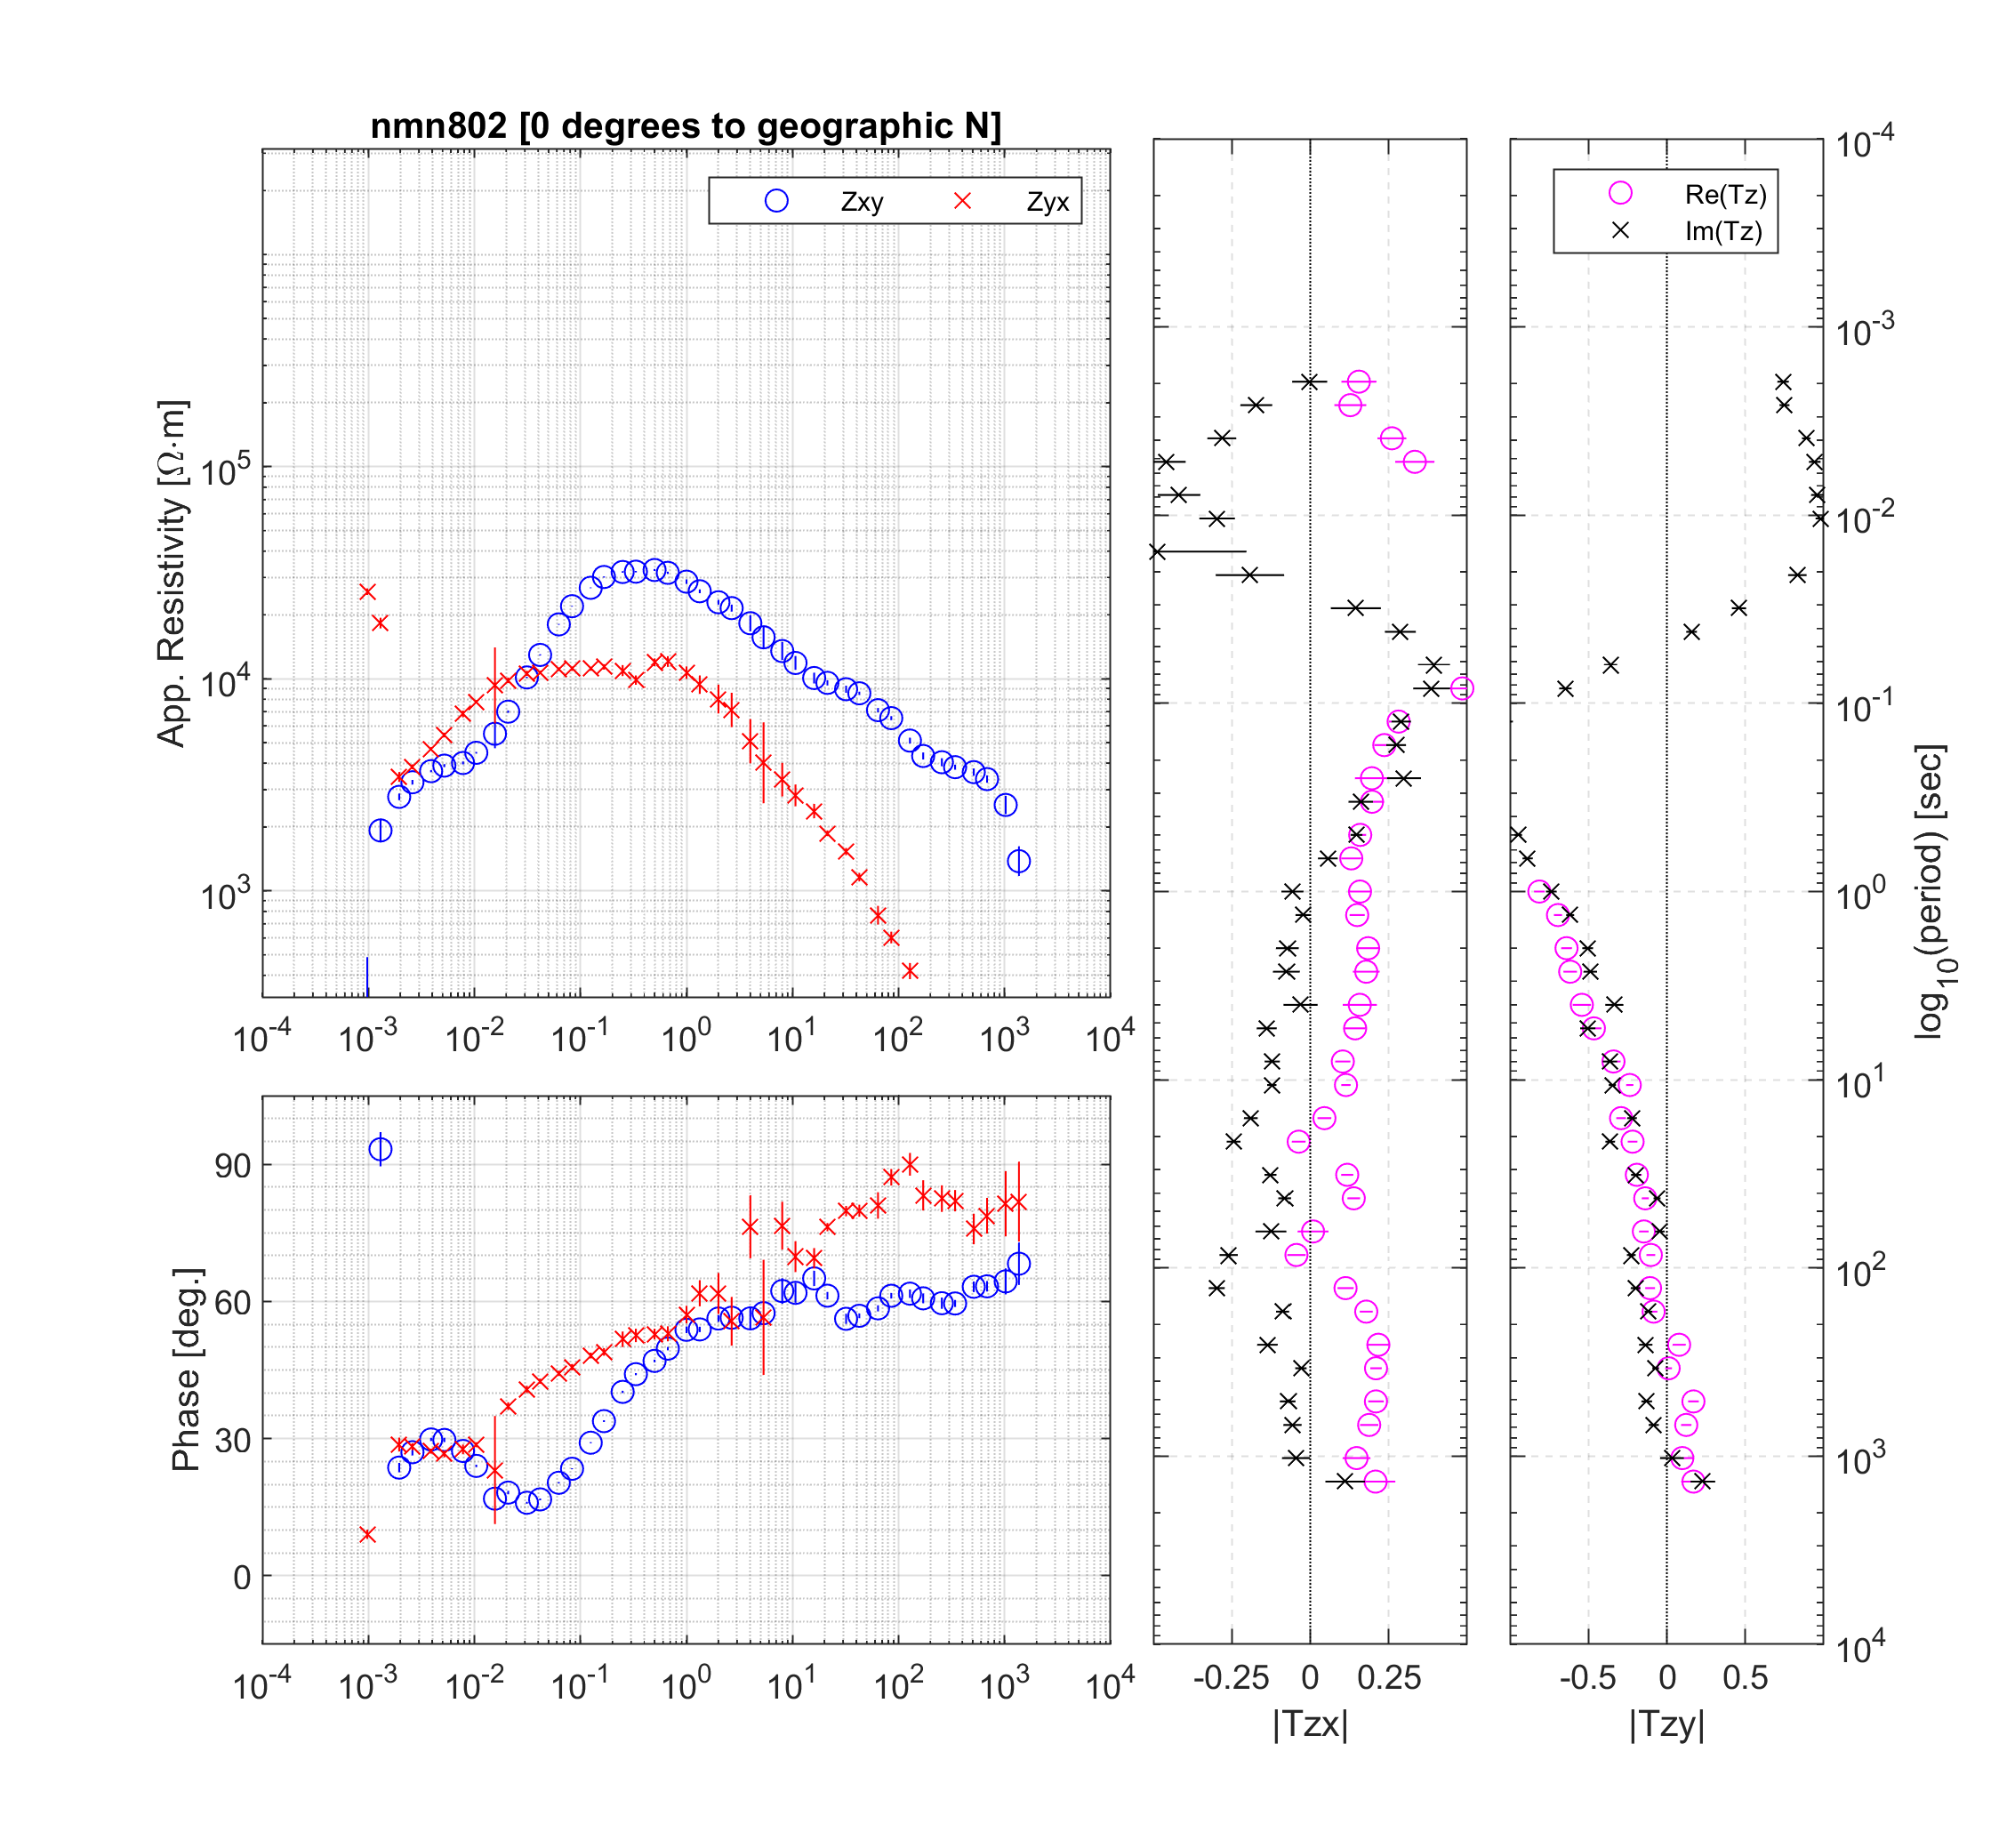 nmn802 [0 degrees to geographic N]
Zxy Zyx
App. Resistivity [Ω·m]
10^5
10^4
10^3
10^-4 10^-3 10^-2 10^-1 10^0 10^1 10^2 10^3 10^4
Phase [deg.]
90
60
30
0
10^-4 10^-3 10^-2 10^-1 10^0 10^1 10^2 10^3 10^4
-0.25 0 0.25
|Tzx|
Re(Tz)
Im(Tz)
-0.5 0 0.5
|Tzy|
10^-4
10^-3
10^-2
10^-1
10^0
10^1
10^2
10^3
10^4
log_10(period) [sec]